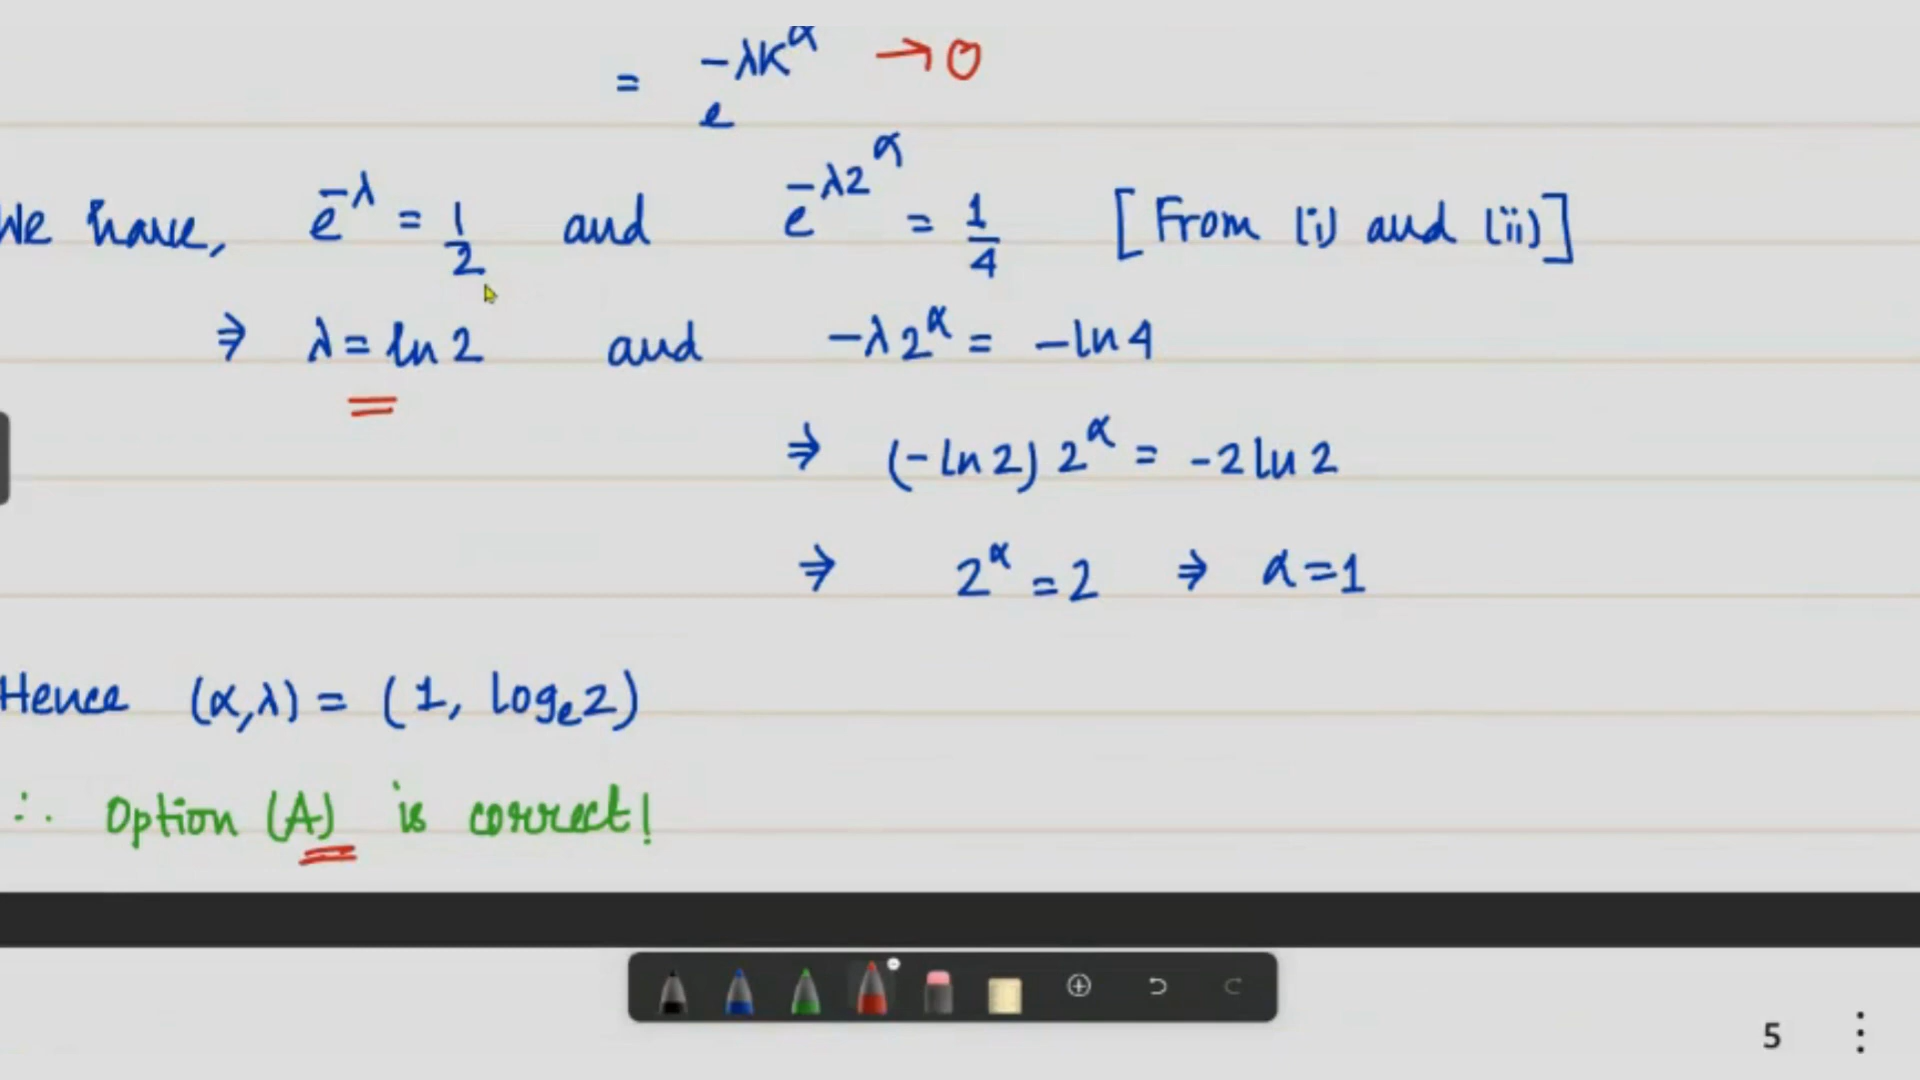 = e^{-λK^α} → 0
We have, e^{-λ} = 1/2 and e^{-λ2^α} = 1/4 [From (i) and (ii)]
⇒ λ = ln 2 and -λ2^α = -ln 4
⇒ (-ln 2) 2^α = -2 ln 2
⇒ 2^α = 2 ⇒ α = 1
Hence (α, λ) = (1, log_e 2)
∴ Option (A) is correct!
5